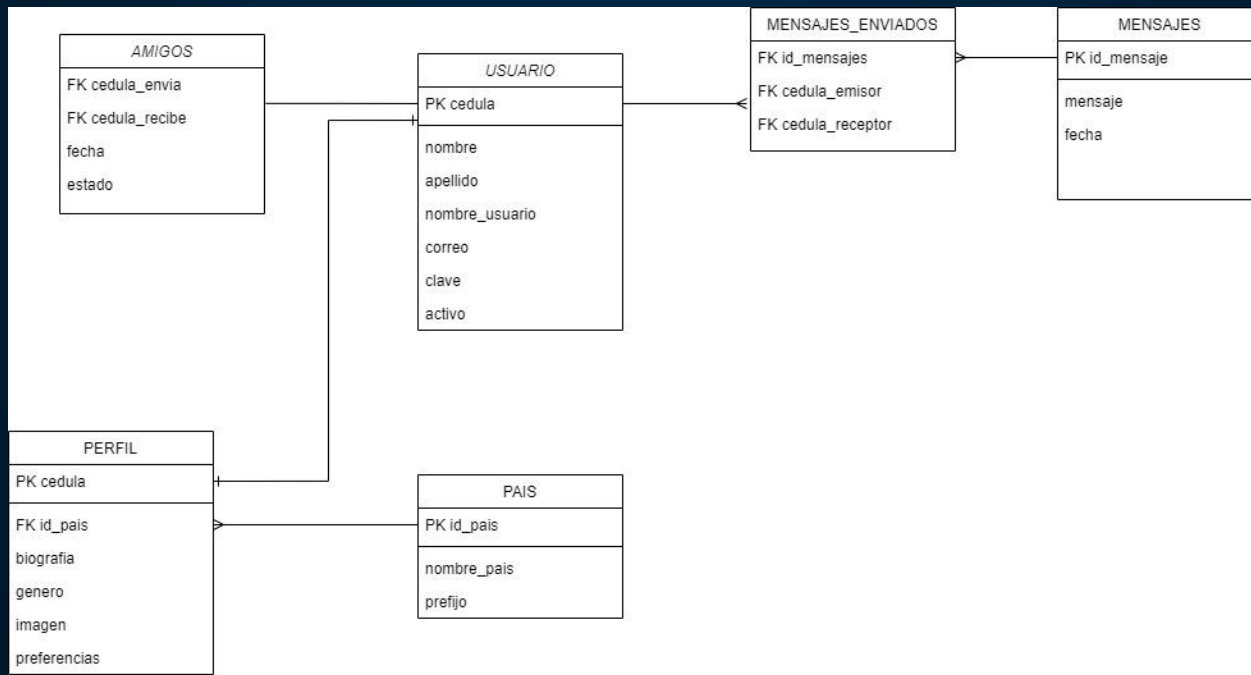 AMIGOS
FK cedula_envia
FK cedula_recibe
fecha
estado
USUARIO
PK cedula
nombre
apellido
nombre_usuario
correo
clave
activo
MENSAJES_ENVIADOS
FK id_mensajes
FK cedula_emisor
FK cedula_receptor
MENSAJES
PK id_mensaje
mensaje
fecha
PERFIL
PK cedula
FK id_pais
biografia
genero
imagen
preferencias
PAIS
PK id_pais
nombre_pais
prefijo